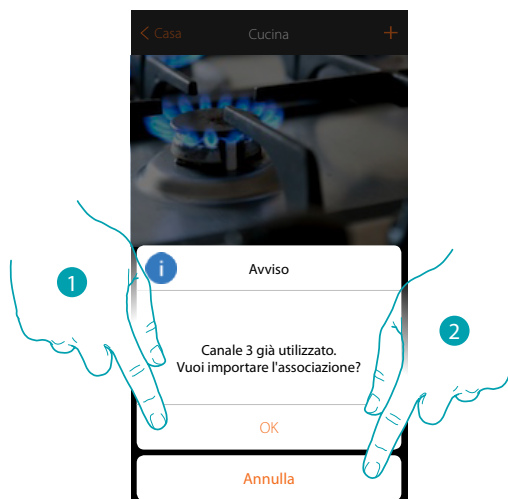 < Casa Cucina +
i Avviso
1
2
Canale 3 già utilizzato.
Vuoi importare l'associazione?
OK
Annulla